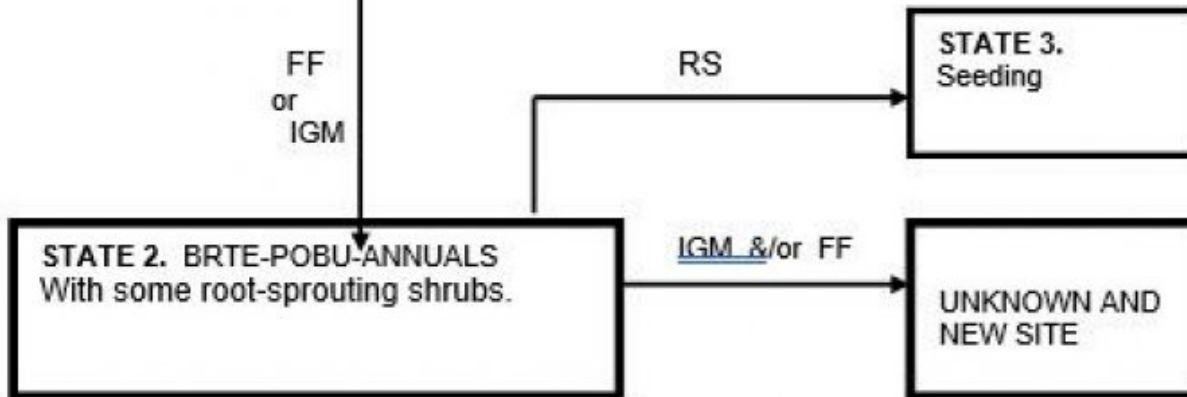 FF
or
IGM
RS
STATE 3.
Seeding
STATE 2. BRTE-POBU-ANNUALS
With some root-sprouting shrubs.
IGM &/or FF
UNKNOWN AND
NEW SITE